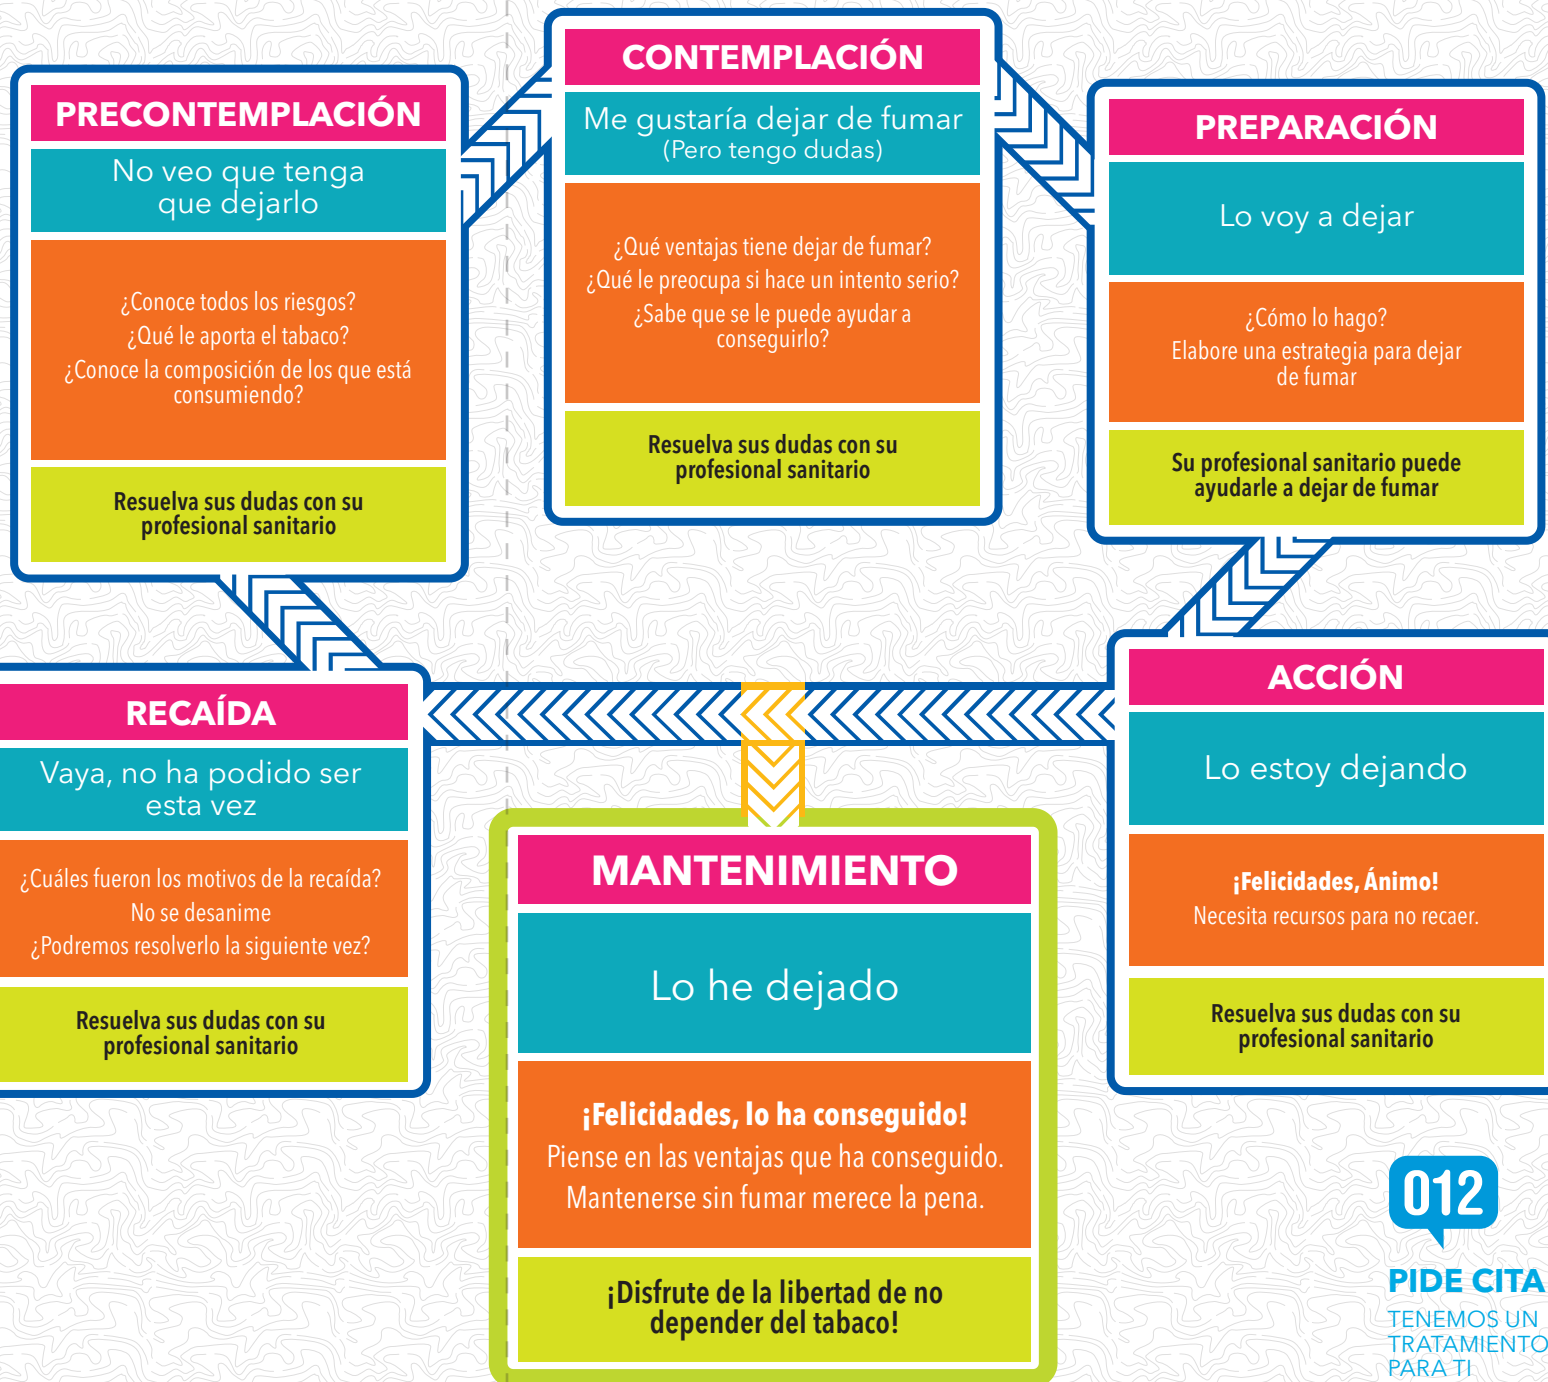 PRECONTEMPLACIÓN
No veo que tenga
que dejarlo
¿Conoce todos los riesgos?
¿Qué le aporta el tabaco?
¿Conoce la composición de los que está
consumiendo?
Resuelva sus dudas con su
profesional sanitario
CONTEMPLACIÓN
Me gustaría dejar de fumar
(Pero tengo dudas)
¿Qué ventajas tiene dejar de fumar?
¿Qué le preocupa si hace un intento serio?
¿Sabe que se le puede ayudar a
conseguirlo?
Resuelva sus dudas con su
profesional sanitario
PREPARACIÓN
Lo voy a dejar
¿Cómo lo hago?
Elabore una estrategia para dejar
de fumar
Su profesional sanitario puede
ayudarle a dejar de fumar
ACCIÓN
Lo estoy dejando
¡Felicidades, Ánimo!
Necesita recursos para no recaer.
Resuelva sus dudas con su
profesional sanitario
RECAÍDA
Vaya, no ha podido ser
esta vez
¿Cuáles fueron los motivos de la recaída?
No se desanime
¿Podremos resolverlo la siguiente vez?
Resuelva sus dudas con su
profesional sanitario
MANTENIMIENTO
Lo he dejado
¡Felicidades, lo ha conseguido!
Piense en las ventajas que ha conseguido.
Mantenerse sin fumar merece la pena.
¡Disfrute de la libertad de no
depender del tabaco!
012
PIDE CITA
TENEMOS UN
TRATAMIENTO
PARA TI